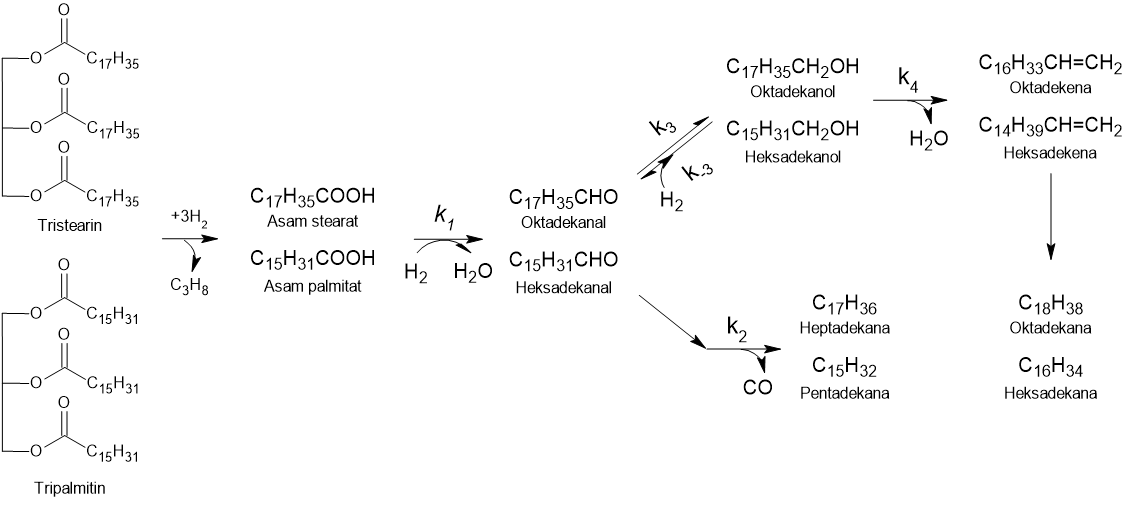 O
O
C₁₇H₃₅
O
O
C₁₇H₃₅
O
O
C₁₇H₃₅
Tristearin
O
O
C₁₅H₃₁
O
O
C₁₅H₃₁
O
O
C₁₅H₃₁
Tripalmitin
+3H₂
C₃H₈
C₁₇H₃₅COOH
Asam stearat
C₁₅H₃₁COOH
Asam palmitat
k₁
H₂
H₂O
C₁₇H₃₅CHO
Oktadekanal
C₁₅H₃₁CHO
Heksadekanal
k₃
k₋₃
H₂
C₁₇H₃₅CH₂OH
Oktadekanol
C₁₅H₃₁CH₂OH
Heksadekanol
k₄
H₂O
C₁₆H₃₃CH=CH₂
Oktadekena
C₁₄H₃₉CH=CH₂
Heksadekena
k₂
CO
C₁₇H₃₆
Heptadekana
C₁₅H₃₂
Pentadekana
C₁₈H₃₈
Oktadekana
C₁₆H₃₄
Heksadekana